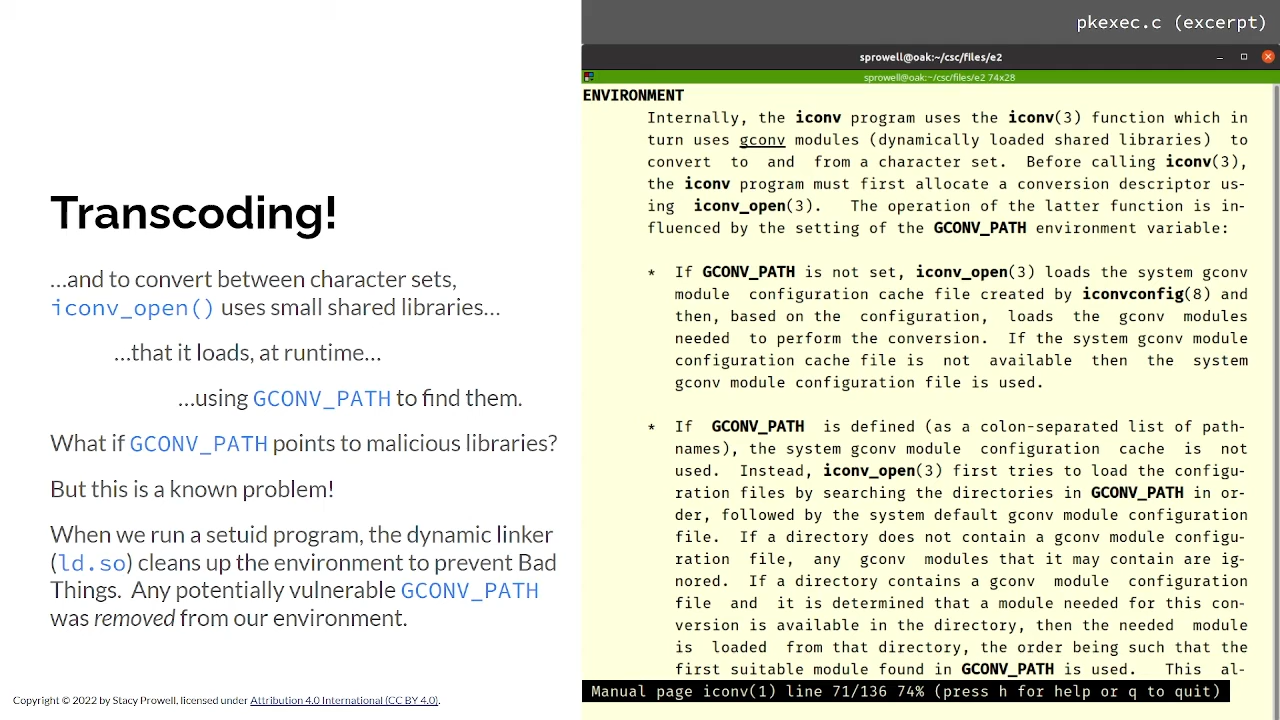 Transcoding!
…and to convert between character sets,
iconv_open() uses small shared libraries…
…that it loads, at runtime…
…using GCONV_PATH to find them.
What if GCONV_PATH points to malicious libraries?
But this is a known problem!
When we run a setuid program, the dynamic linker
(ld.so) cleans up the environment to prevent Bad
Things. Any potentially vulnerable GCONV_PATH
was removed from our environment.
Copyright © 2022 by Stacy Prowell, licensed under Attribution 4.0 International (CC BY 4.0).
pkexec.c (excerpt)
sprowell@oak:~/csc/files/e2
sprowell@oak:~/csc/files/e2 74x28
ENVIRONMENT
Internally, the iconv program uses the iconv(3) function which in
turn uses gconv modules (dynamically loaded shared libraries) to
convert to and from a character set. Before calling iconv(3),
the iconv program must first allocate a conversion descriptor us-
ing iconv_open(3). The operation of the latter function is in-
fluenced by the setting of the GCONV_PATH environment variable:
* If GCONV_PATH is not set, iconv_open(3) loads the system gconv
module configuration cache file created by iconvconfig(8) and
then, based on the configuration, loads the gconv modules
needed to perform the conversion. If the system gconv module
configuration cache file is not available then the system
gconv module configuration file is used.
* If GCONV_PATH is defined (as a colon-separated list of path-
names), the system gconv module configuration cache is not
used. Instead, iconv_open(3) first tries to load the configu-
ration files by searching the directories in GCONV_PATH in or-
der, followed by the system default gconv module configuration
file. If a directory does not contain a gconv module configu-
ration file, any gconv modules that it may contain are ig-
nored. If a directory contains a gconv module configuration
file and it is determined that a module needed for this con-
version is available in the directory, then the needed module
is loaded from that directory, the order being such that the
first suitable module found in GCONV_PATH is used. This al-
Manual page iconv(1) line 71/136 74% (press h for help or q to quit)